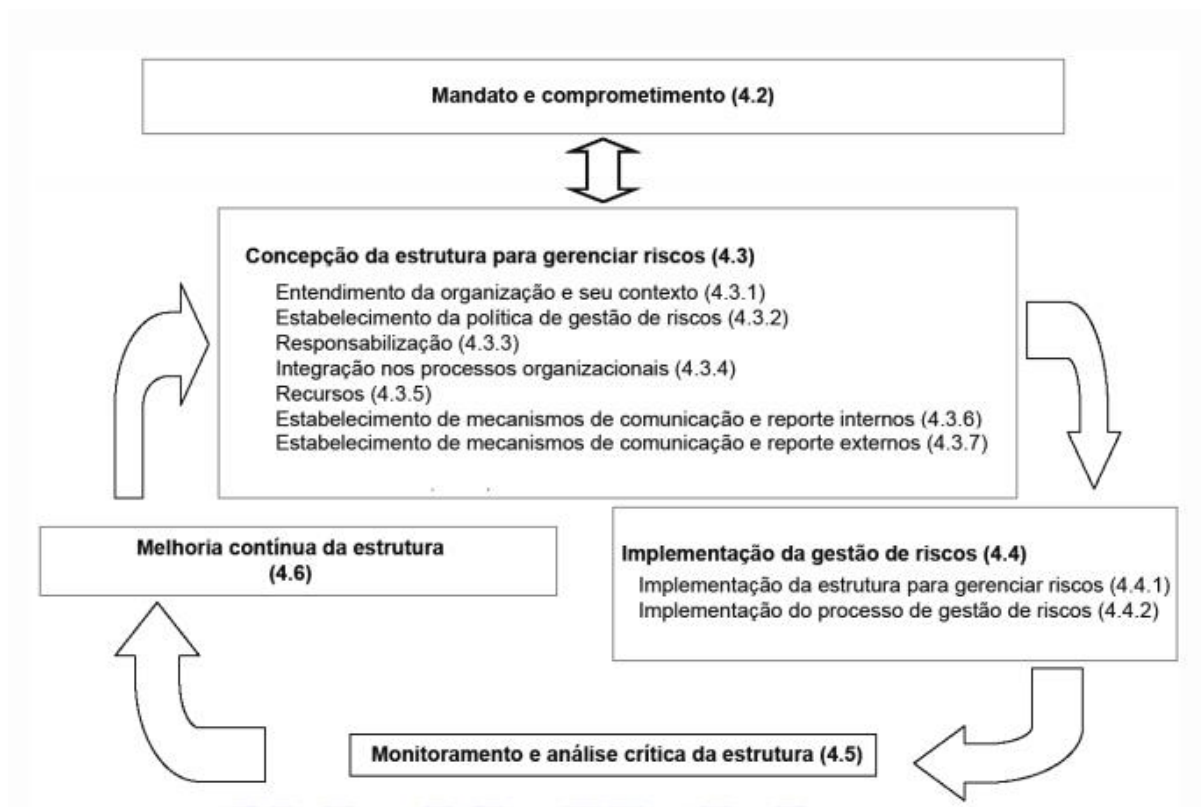 Mandato e comprometimento (4.2)
Concepção da estrutura para gerenciar riscos (4.3)
Entendimento da organização e seu contexto (4.3.1)
Estabelecimento da política de gestão de riscos (4.3.2)
Responsabilização (4.3.3)
Integração nos processos organizacionais (4.3.4)
Recursos (4.3.5)
Estabelecimento de mecanismos de comunicação e reporte internos (4.3.6)
Estabelecimento de mecanismos de comunicação e reporte externos (4.3.7)
Melhoria contínua da estrutura
(4.6)
Implementação da gestão de riscos (4.4)
Implementação da estrutura para gerenciar riscos (4.4.1)
Implementação do processo de gestão de riscos (4.4.2)
Monitoramento e análise crítica da estrutura (4.5)